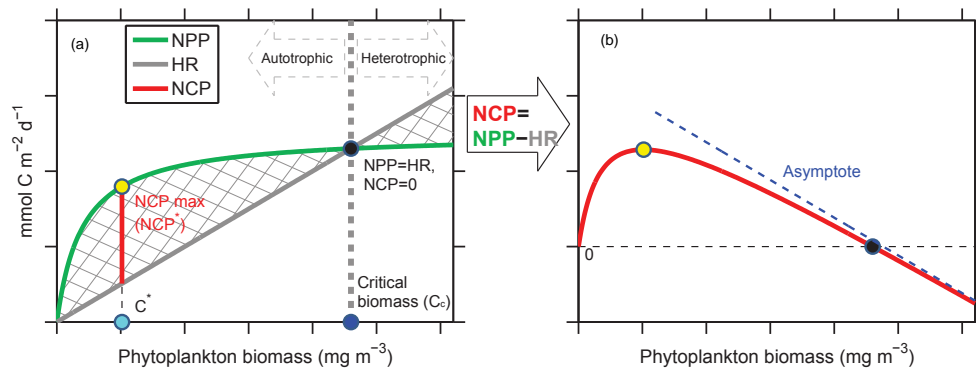 (a)
NPP
HR
NCP
Autotrophic
Heterotrophic
NCP max
(NCP*)
NPP=HR,
NCP=0
C*
Critical
biomass (Cc)
mmol C m−2 d−1
Phytoplankton biomass (mg m−3)
NCP=
NPP−HR
(b)
Asymptote
0
Phytoplankton biomass (mg m−3)